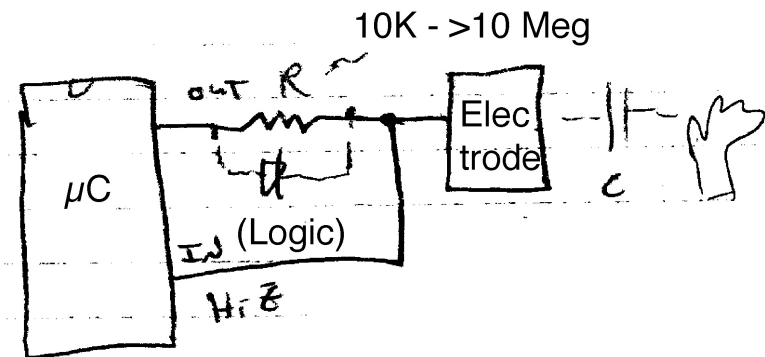 10K - >10 Meg
OUT R ~
Elec
trode
C
µC
IN (Logic)
Hi Z